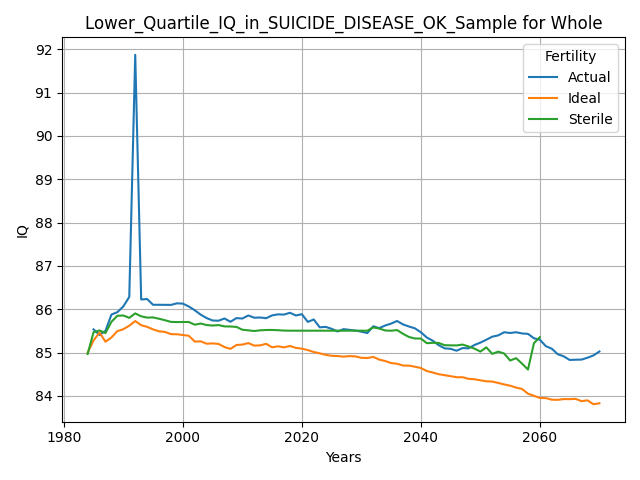 Lower_Quartile_IQ_in_SUICIDE_DISEASE_OK_Sample for Whole
Fertility
Actual
Ideal
Sterile
92
91
90
89
88
87
86
85
84
IQ
1980
2000
2020
2040
2060
Years